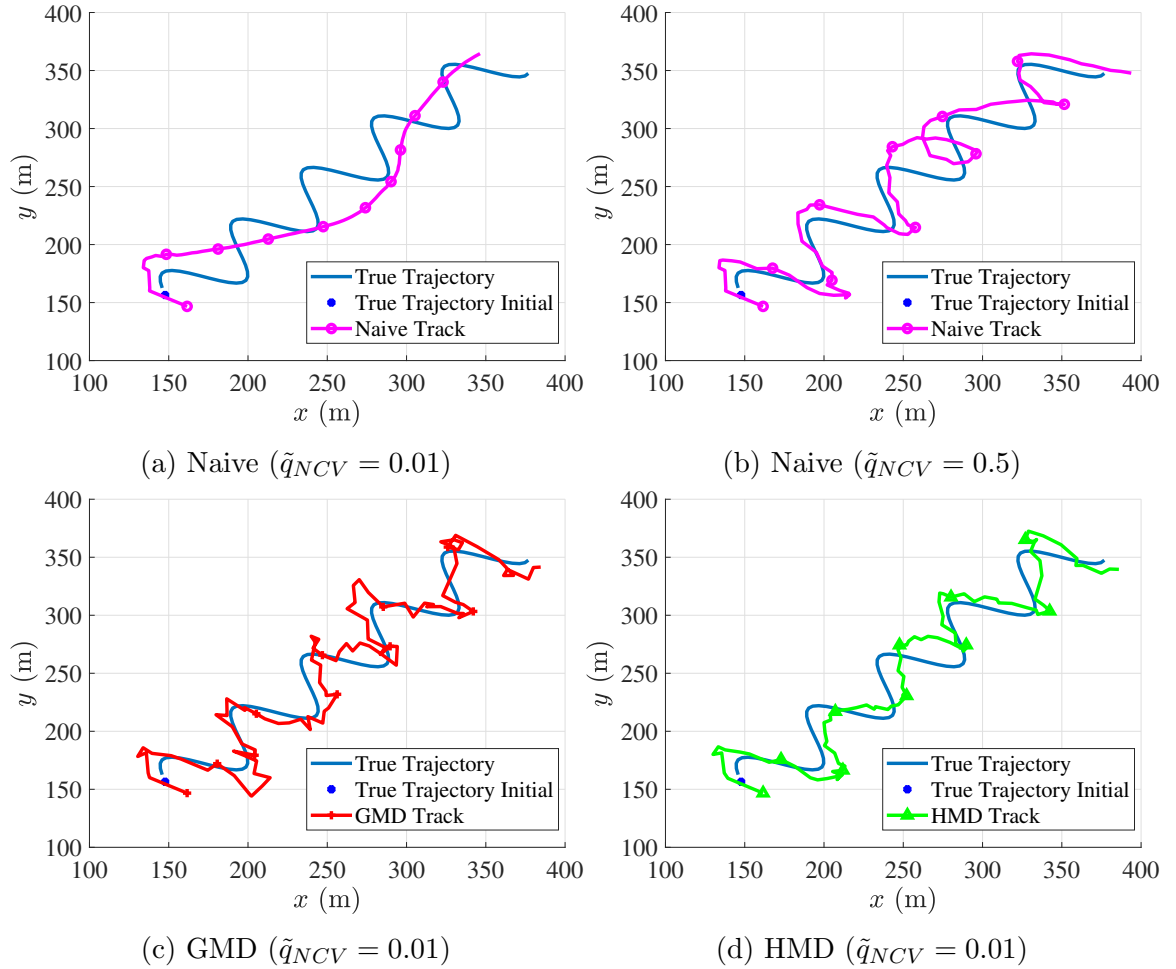 400
350
300
250
200
150
100
y (m)
True Trajectory
True Trajectory Initial
Naive Track
100 150 200 250 300 350 400
x (m)
(a) Naive (q̃_NCV = 0.01)
400
350
300
250
200
150
100
y (m)
True Trajectory
True Trajectory Initial
Naive Track
100 150 200 250 300 350 400
x (m)
(b) Naive (q̃_NCV = 0.5)
400
350
300
250
200
150
100
y (m)
True Trajectory
True Trajectory Initial
GMD Track
100 150 200 250 300 350 400
x (m)
(c) GMD (q̃_NCV = 0.01)
400
350
300
250
200
150
100
y (m)
True Trajectory
True Trajectory Initial
HMD Track
100 150 200 250 300 350 400
x (m)
(d) HMD (q̃_NCV = 0.01)